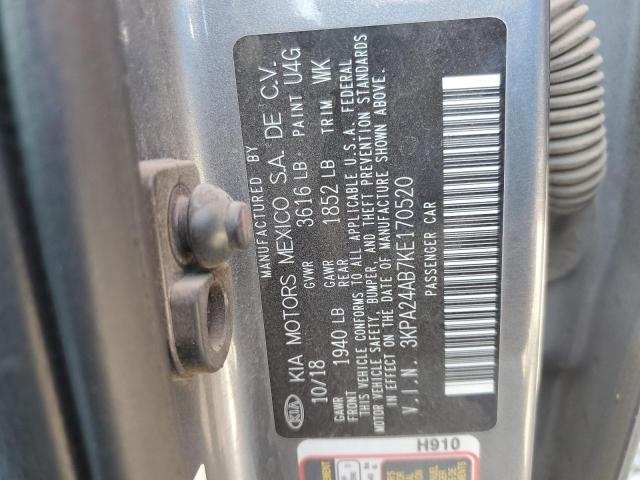 MANUFACTURED BY
KIA KIA MOTORS MEXICO S.A. DE C.V.
10/18 GVWR 3616 LB PAINT U4G
GAWR FRONT 1940 LB GAWR REAR 1852 LB TRIM WK
THIS VEHICLE CONFORMS TO ALL APPLICABLE U.S.A. FEDERAL
MOTOR VEHICLE SAFETY, BUMPER, AND THEFT PREVENTION STANDARDS
IN EFFECT ON THE DATE OF MANUFACTURE SHOWN ABOVE.
V.I.N. 3KPA24AB7KE170520
PASSENGER CAR
H910